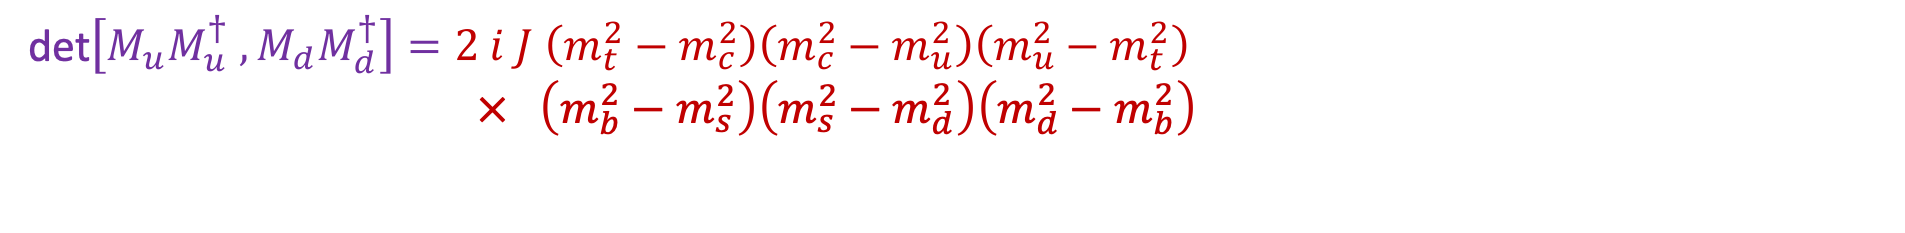 det[M_u M_u^† , M_d M_d^†] = 2 i J (m_t^2 − m_c^2)(m_c^2 − m_u^2)(m_u^2 − m_t^2)
× (m_b^2 − m_s^2)(m_s^2 − m_d^2)(m_d^2 − m_b^2)